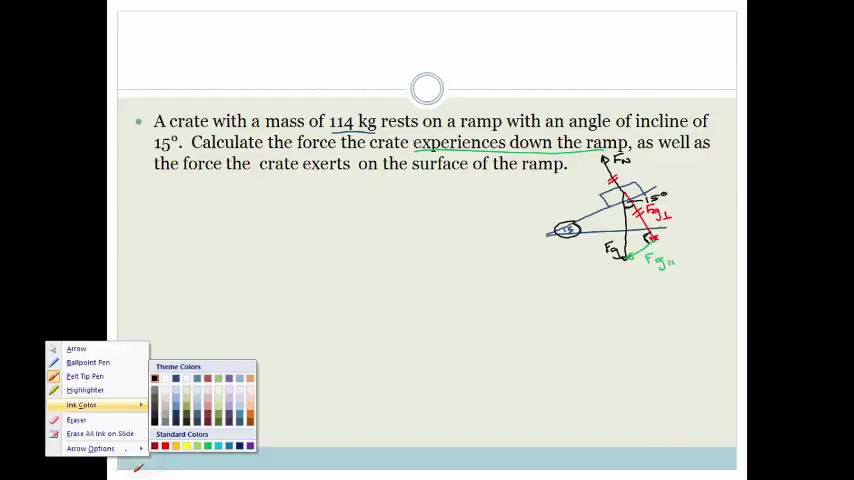 A crate with a mass of 114 kg rests on a ramp with an angle of incline of
15°. Calculate the force the crate experiences down the ramp, as well as
the force the crate exerts on the surface of the ramp.
FN
15°
Fg⊥
15
Fg
Fg||
Arrow
Ballpoint Pen
Felt Tip Pen
Highlighter
Ink Color
Eraser
Erase All Ink on Slide
Arrow Options
Theme Colors
Standard Colors